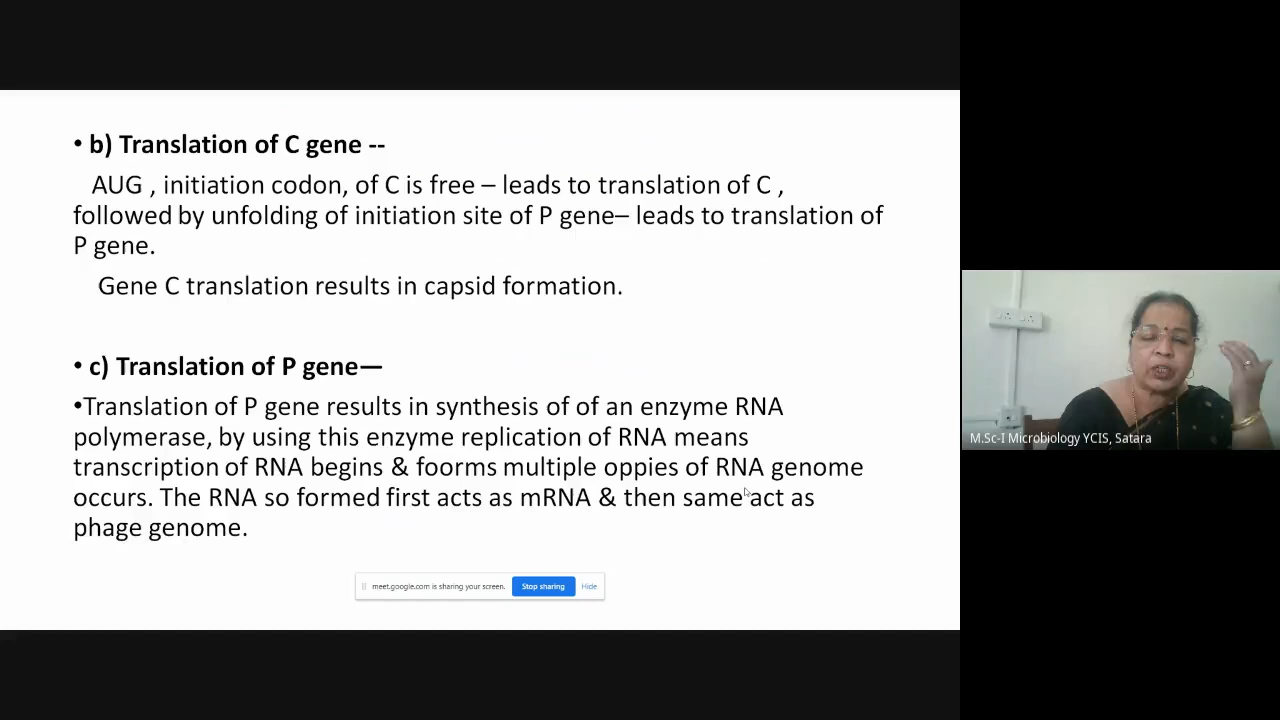 • b) Translation of C gene --
AUG , initiation codon, of C is free – leads to translation of C ,
followed by unfolding of initiation site of P gene– leads to translation of
P gene.
Gene C translation results in capsid formation.
• c) Translation of P gene—
•Translation of P gene results in synthesis of of an enzyme RNA
polymerase, by using this enzyme replication of RNA means
transcription of RNA begins & foorms multiple oppies of RNA genome
occurs. The RNA so formed first acts as mRNA & then same act as
phage genome.
meet.google.com is sharing your screen. Stop sharing Hide
M.Sc-I Microbiology YCIS, Satara